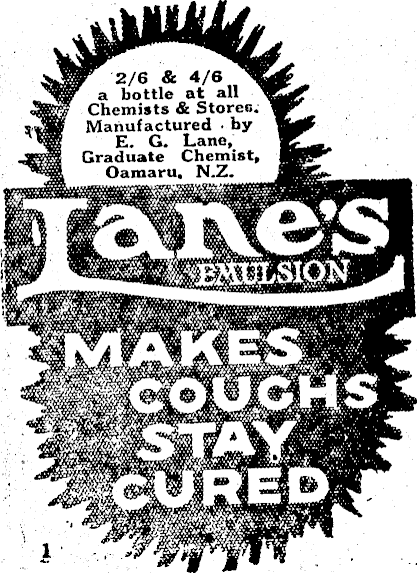 2/6 & 4/6
a bottle at all
Chemists & Stores.
Manufactured by
E. G. Lane,
Graduate Chemist,
Oamaru, N.Z.
Lane's
EMULSION
MAKES
COUGHS
STAY
CURED
1